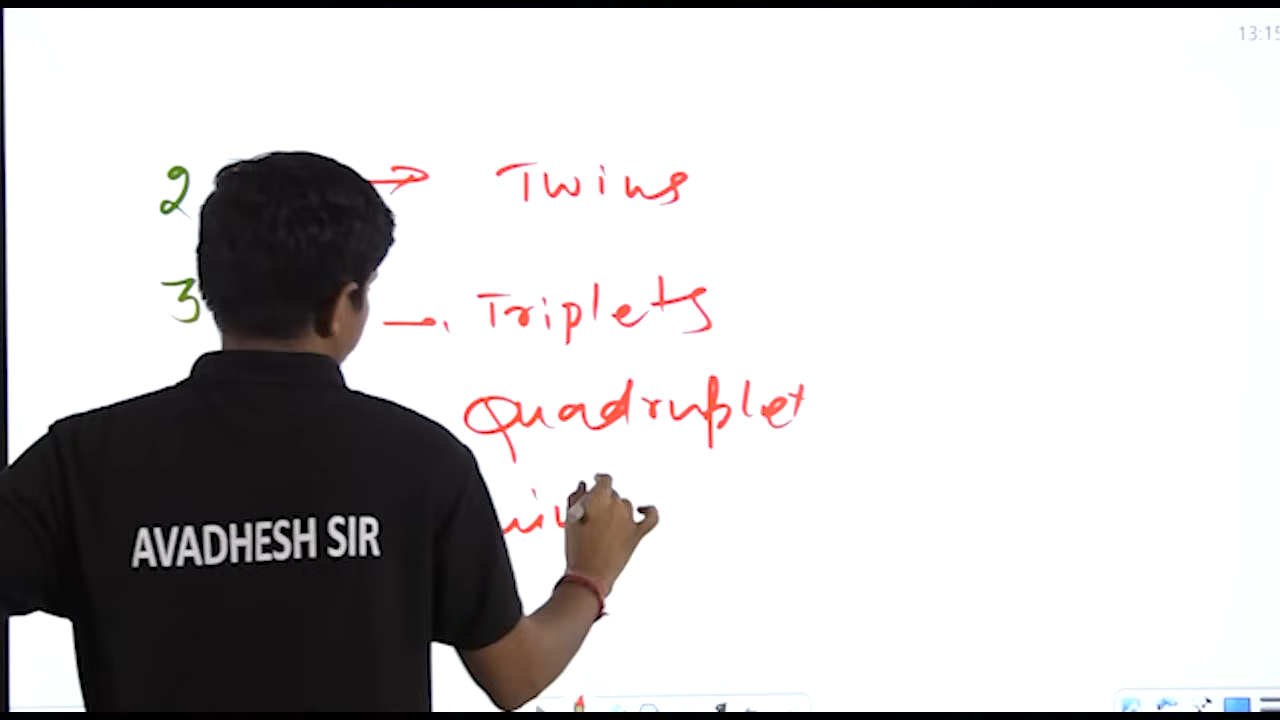 13:15
2 → Twins
3 → Triplets
Quadruplet
AVADHESH SIR